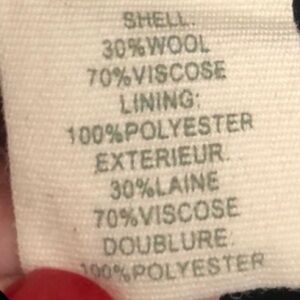 SHELL:
30%WOOL
70%VISCOSE
LINING:
100%POLYESTER
EXTERIEUR:
30%LAINE
70%VISCOSE
DOUBLURE:
100%POLYESTER